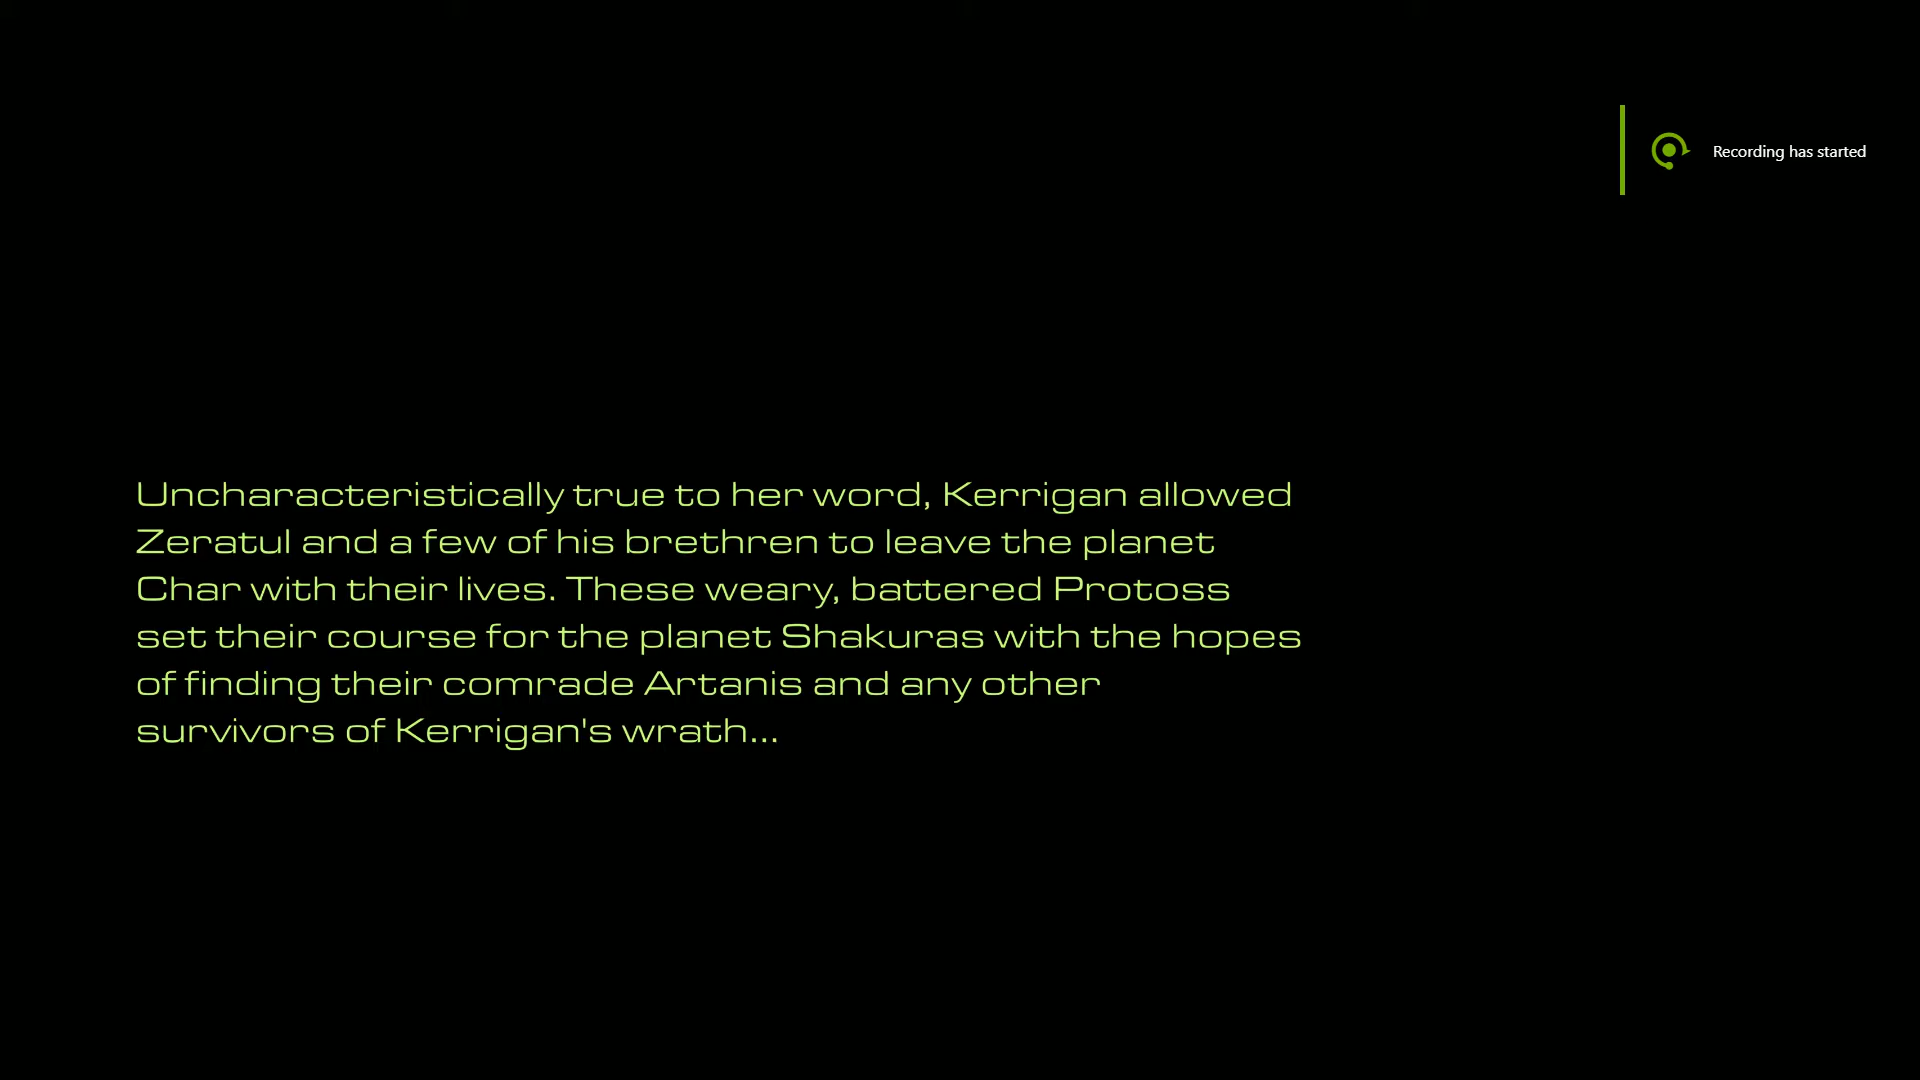 Recording has started
Uncharacteristically true to her word, Kerrigan allowed
Zeratul and a few of his brethren to leave the planet
Char with their lives. These weary, battered Protoss
set their course for the planet Shakuras with the hopes
of finding their comrade Artanis and any other
survivors of Kerrigan's wrath...